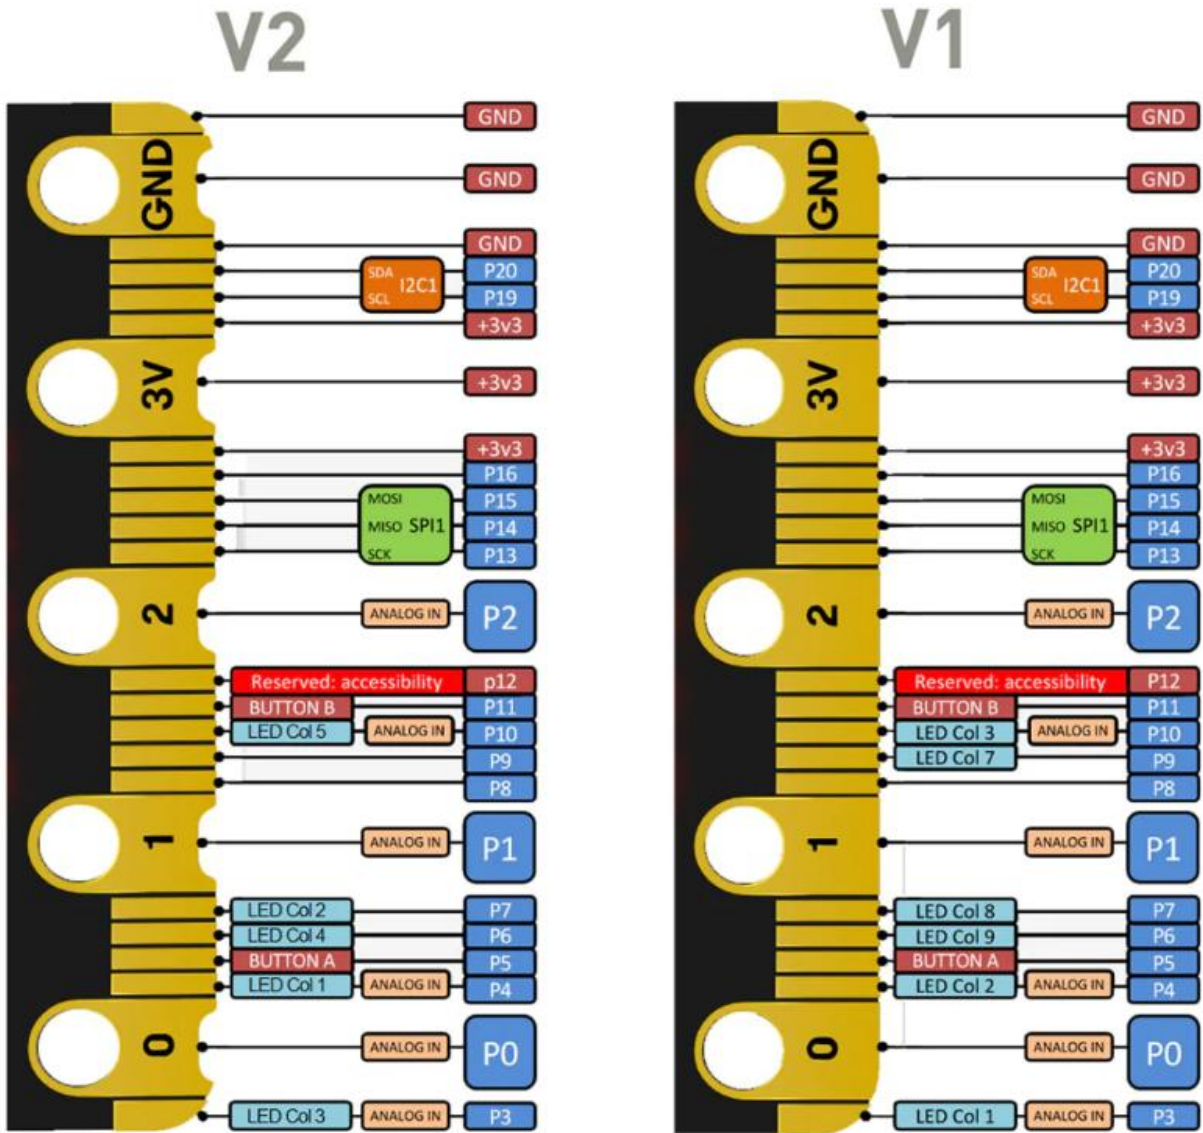 V2
GND
GND
GND
GND
SDA
I2C1
SCL
P20
P19
+3v3
3V
+3v3
+3v3
P16
MOSI
P15
MISO SPI1
P14
SCK
P13
2
ANALOG IN
P2
Reserved: accessibility p12
BUTTON B P11
LED Col 5 ANALOG IN P10
P9
P8
1
ANALOG IN
P1
LED Col 2 P7
LED Col 4 P6
BUTTON A P5
LED Col 1 ANALOG IN P4
0
ANALOG IN
P0
LED Col 3 ANALOG IN P3
V1
GND
GND
GND
GND
SDA
I2C1
SCL
P20
P19
+3v3
3V
+3v3
+3v3
P16
MOSI
P15
MISO SPI1
P14
SCK
P13
2
ANALOG IN
P2
Reserved: accessibility P12
BUTTON B P11
LED Col 3 ANALOG IN P10
LED Col 7 P9
P8
1
ANALOG IN
P1
LED Col 8 P7
LED Col 9 P6
BUTTON A P5
LED Col 2 ANALOG IN P4
0
ANALOG IN
P0
LED Col 1 ANALOG IN P3